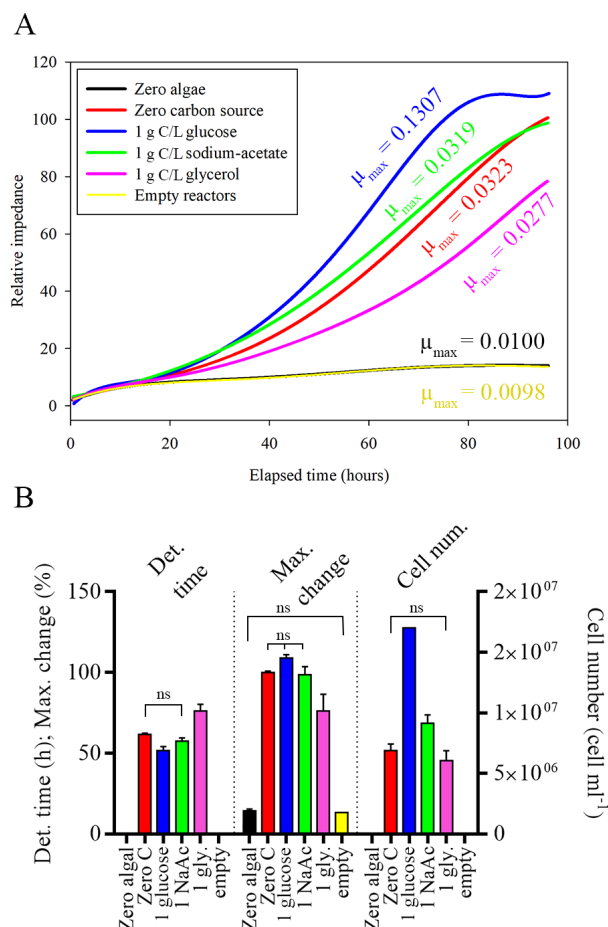 A
120
100
80
60
40
20
0
Relative impedance
Zero algae
Zero carbon source
1 g C/L glucose
1 g C/L sodium-acetate
1 g C/L glycerol
Empty reactors
μmax = 0.1307
μmax = 0.0319
μmax = 0.0323
μmax = 0.0277
μmax = 0.0100
μmax = 0.0098
0 20 40 60 80 100
Elapsed time (hours)
B
Det. time
Max. change
Cell num.
150
100
50
0
Det. time (h); Max. change (%)
ns
ns
ns
ns
2×10⁰⁷
2×10⁰⁷
1×10⁰⁷
5×10⁰⁶
0
Cell number (cell ml⁻¹)
Zero algal
Zero C
1 glucose
1 NaAc
1 gly.
empty
Zero algal
Zero C
1 glucose
1 NaAc
1 gly.
empty
Zero algal
Zero C
1 glucose
1 NaAc
1 gly.
empty